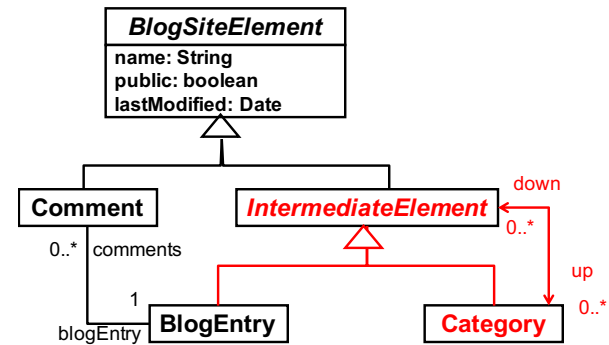 BlogSiteElement
name: String
public: boolean
lastModified: Date
Comment
IntermediateElement
down
0..*
0..* comments
up
0..*
1
blogEntry
BlogEntry
Category